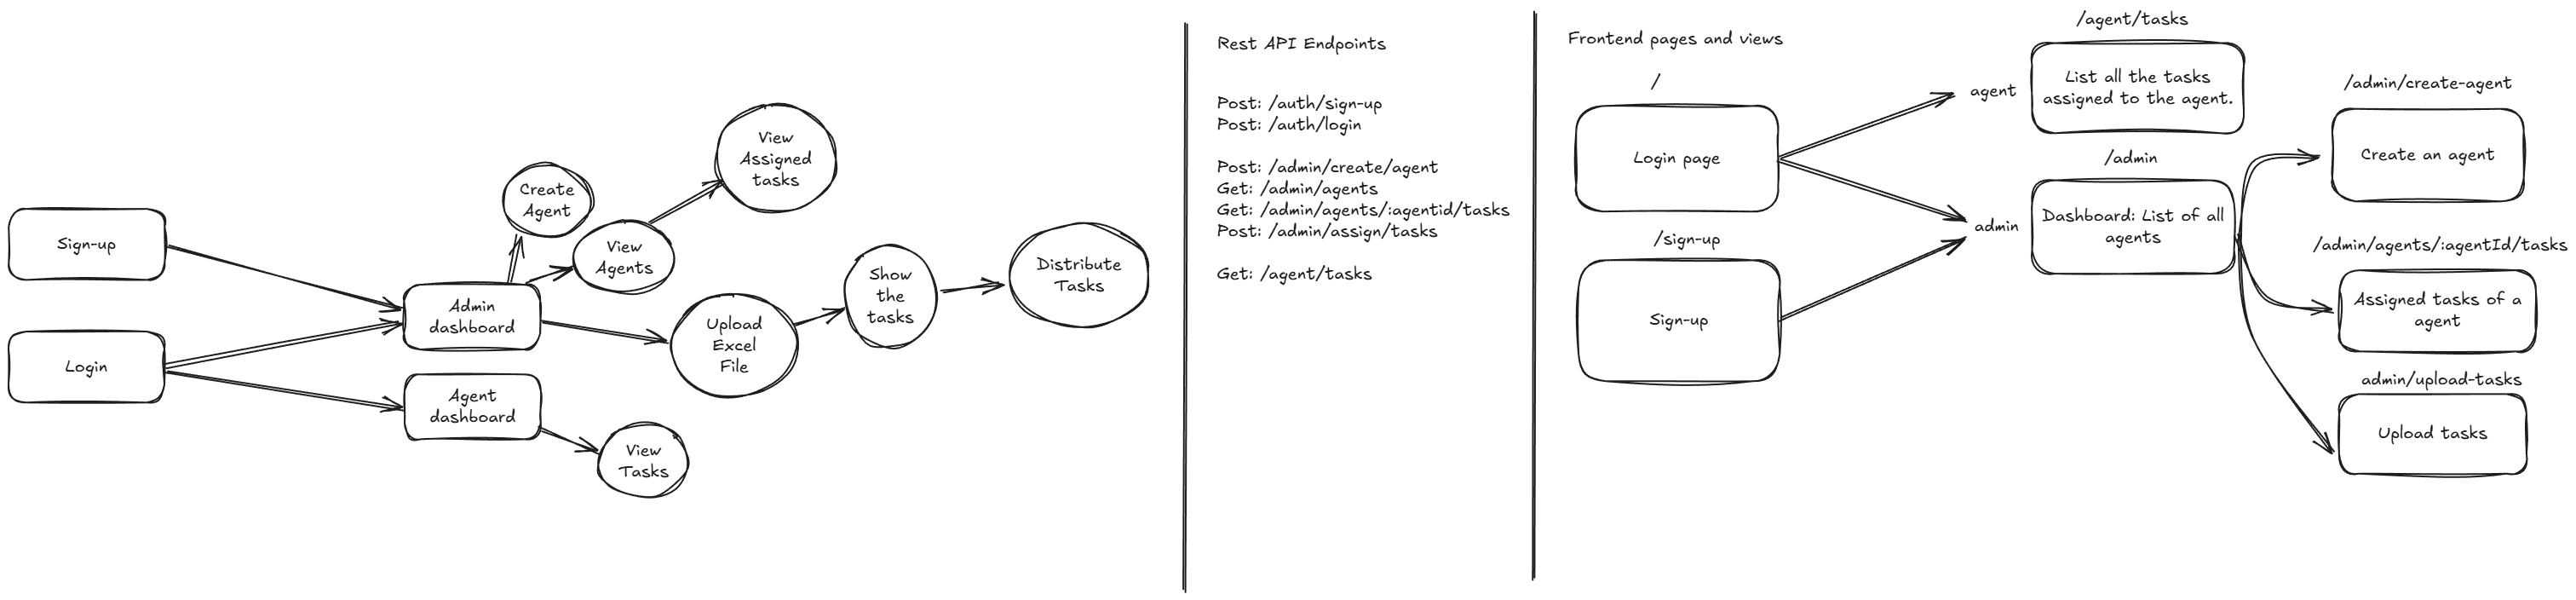 Sign-up
Login
Admin
dashboard
Agent
dashboard
Create
Agent
View
Agents
View
Assigned
tasks
Upload
Excel
File
Show
the
tasks
Distribute
Tasks
View
Tasks
Rest API Endpoints
Post: /auth/sign-up
Post: /auth/login
Post: /admin/create/agent
Get: /admin/agents
Get: /admin/agents/:agentid/tasks
Post: /admin/assign/tasks
Get: /agent/tasks
Frontend pages and views
/
Login page
/sign-up
Sign-up
agent
admin
/agent/tasks
List all the tasks
assigned to the agent.
/admin
Dashboard: List of all
agents
/admin/create-agent
Create an agent
/admin/agents/:agentId/tasks
Assigned tasks of a
agent
admin/upload-tasks
Upload tasks